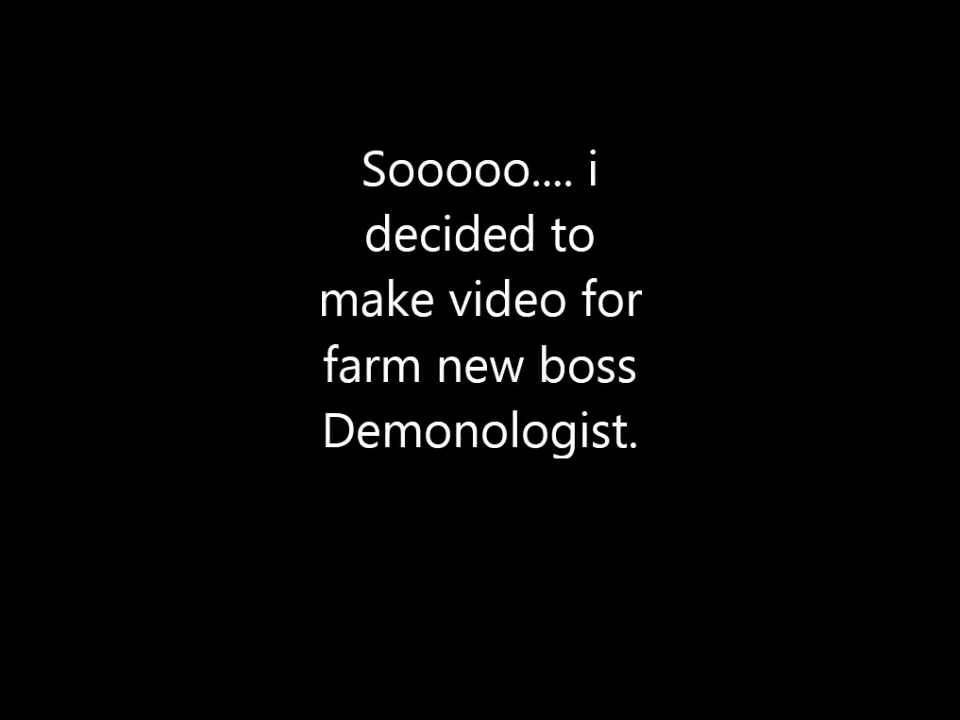 Sooooo.... i
decided to
make video for
farm new boss
Demonologist.